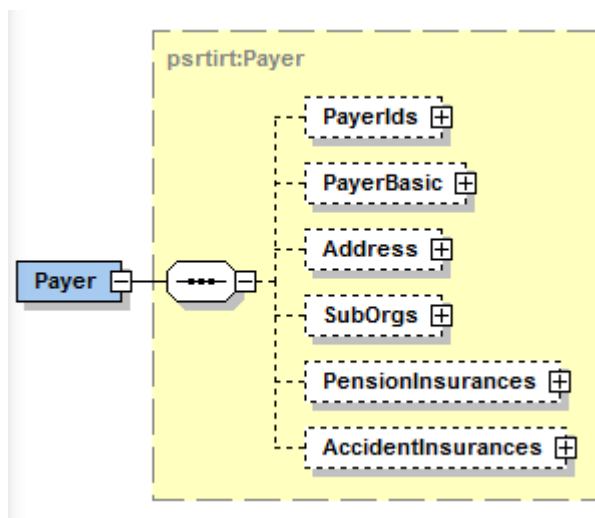 psrtirt:Payer
PayerIds
PayerBasic
Address
Payer
SubOrgs
PensionInsurances
AccidentInsurances